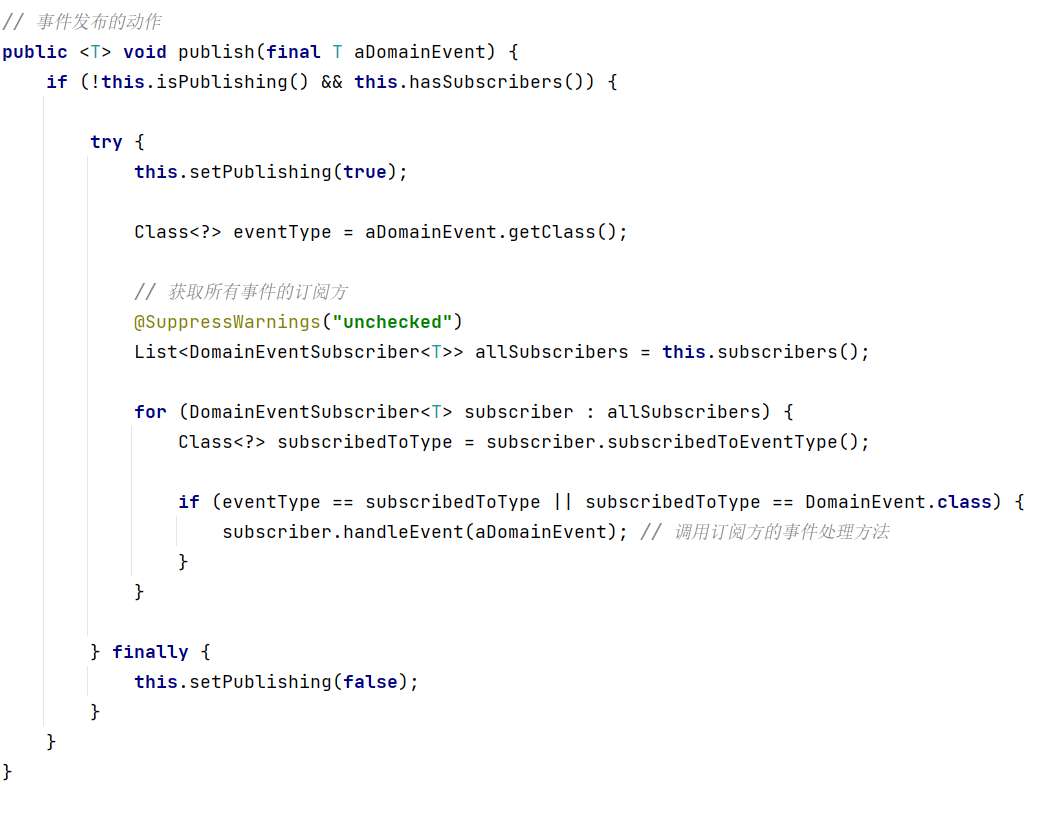 // 事件发布的动作
public <T> void publish(final T aDomainEvent) {
    if (!this.isPublishing() && this.hasSubscribers()) {

        try {
            this.setPublishing(true);

            Class<?> eventType = aDomainEvent.getClass();

            // 获取所有事件的订阅方
            @SuppressWarnings("unchecked")
            List<DomainEventSubscriber<T>> allSubscribers = this.subscribers();

            for (DomainEventSubscriber<T> subscriber : allSubscribers) {
                Class<?> subscribedToType = subscriber.subscribedToEventType();

                if (eventType == subscribedToType || subscribedToType == DomainEvent.class) {
                    subscriber.handleEvent(aDomainEvent); // 调用订阅方的事件处理方法
                }
            }

        } finally {
            this.setPublishing(false);
        }
    }
}